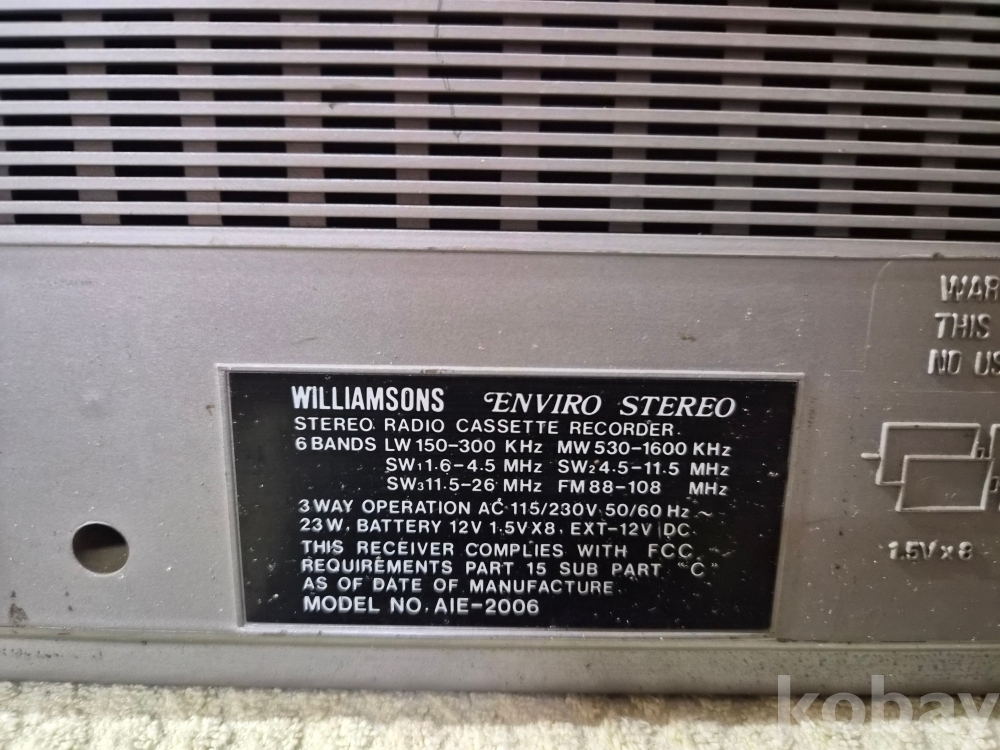 WILLIAMSONS ENVIRO STEREO
STEREO RADIO CASSETTE RECORDER.
6 BANDS LW 150-300 KHz MW 530-1600 KHz
SW₁ 1.6-4.5 MHz SW₂ 4.5-11.5 MHz
SW₃ 11.5-26 MHz FM 88-108 MHz
3 WAY OPERATION AC 115/230V 50/60 Hz ~
23W, BATTERY 12V 1.5VX8, EXT-12V DC
THIS RECEIVER COMPLIES WITH FCC
REQUIREMENTS PART 15 SUB PART "C"
AS OF DATE OF MANUFACTURE.
MODEL NO. AIE-2006
THIS
NO
1.5V x 8
kobay